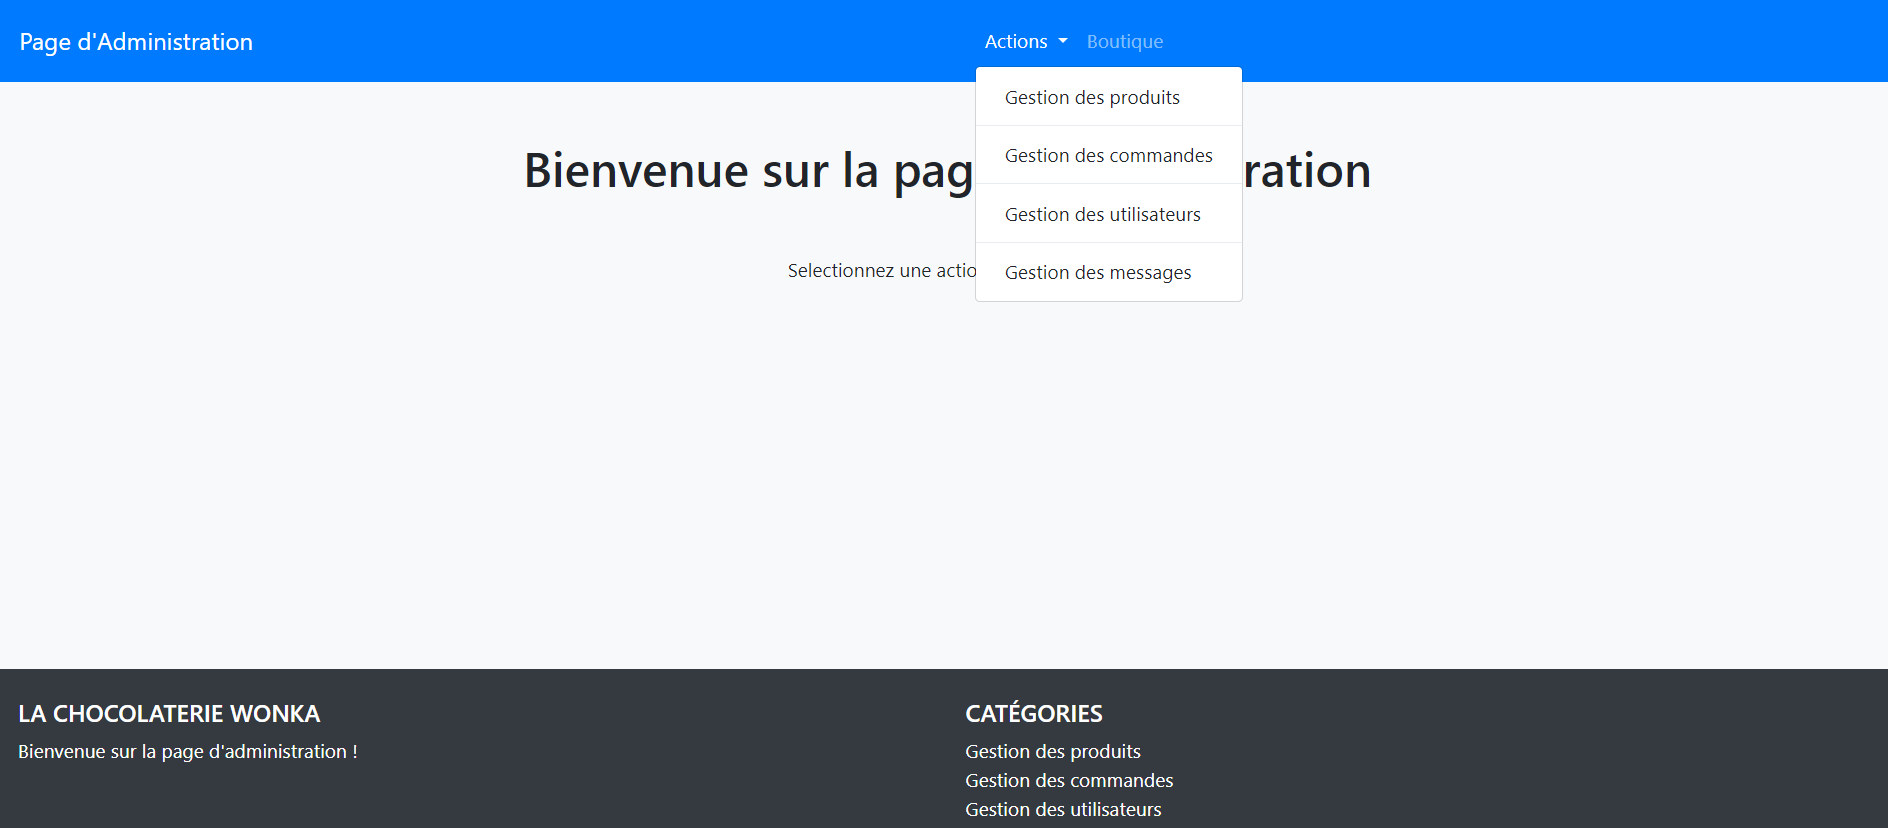 Page d'Administration
Actions
Boutique
Gestion des produits
Gestion des commandes
Gestion des utilisateurs
Gestion des messages
Bienvenue sur la pag ration
Selectionnez une actio
LA CHOCOLATERIE WONKA
Bienvenue sur la page d'administration !
CATÉGORIES
Gestion des produits
Gestion des commandes
Gestion des utilisateurs